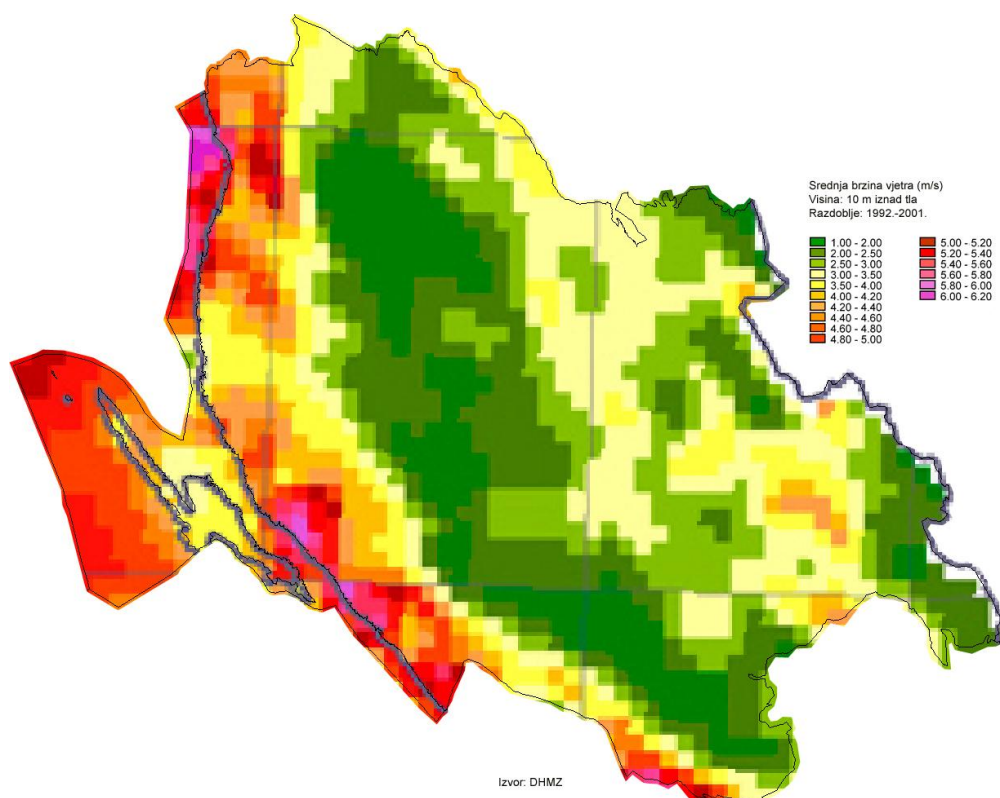 Srednja brzina vjetra (m/s)
Visina: 10 m iznad tla
Razdoblje: 1992.-2001.
1.00 - 2.00
2.00 - 2.50
2.50 - 3.00
3.00 - 3.50
3.50 - 4.00
4.00 - 4.20
4.20 - 4.40
4.40 - 4.60
4.60 - 4.80
4.80 - 5.00
5.00 - 5.20
5.20 - 5.40
5.40 - 5.60
5.60 - 5.80
5.80 - 6.00
6.00 - 6.20
Izvor: DHMZ